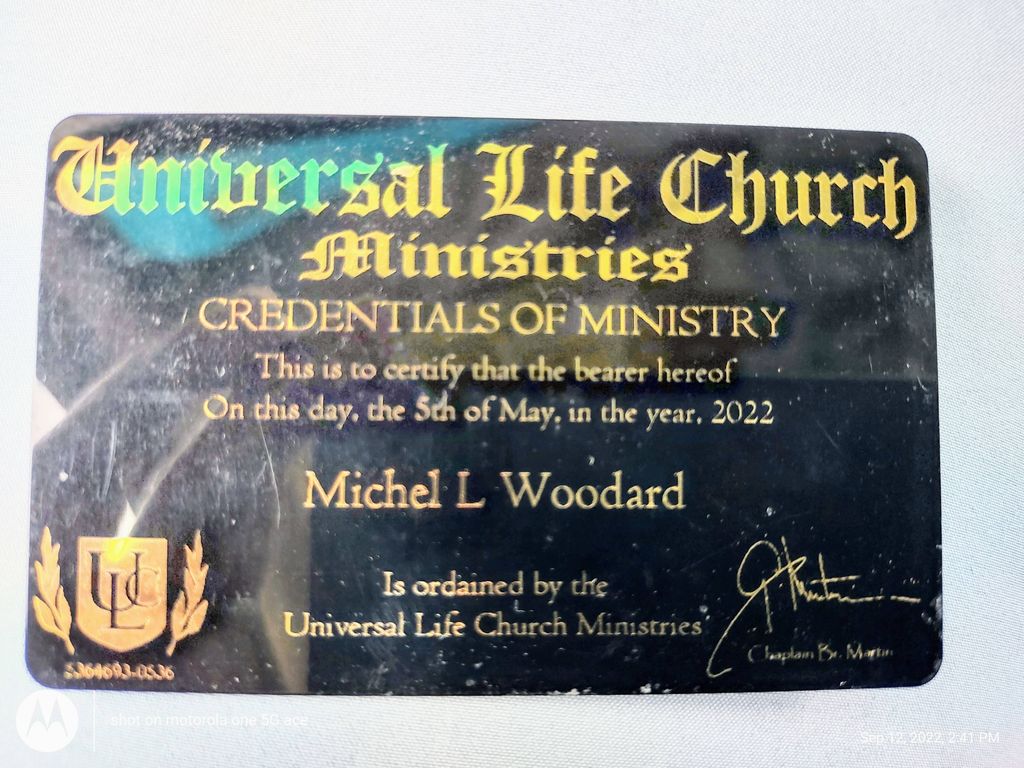 Universal Life Church
Ministries
CREDENTIALS OF MINISTRY
This is to certify that the bearer hereof
On this day, the 5th of May, in the year, 2022
Michel L Woodard
Is ordained by the
Universal Life Church Ministries
ULC
5364693-0536
Chaplain Br. Martin
shot on motorola one 5G ace
Sep 12, 2022, 2:41 PM